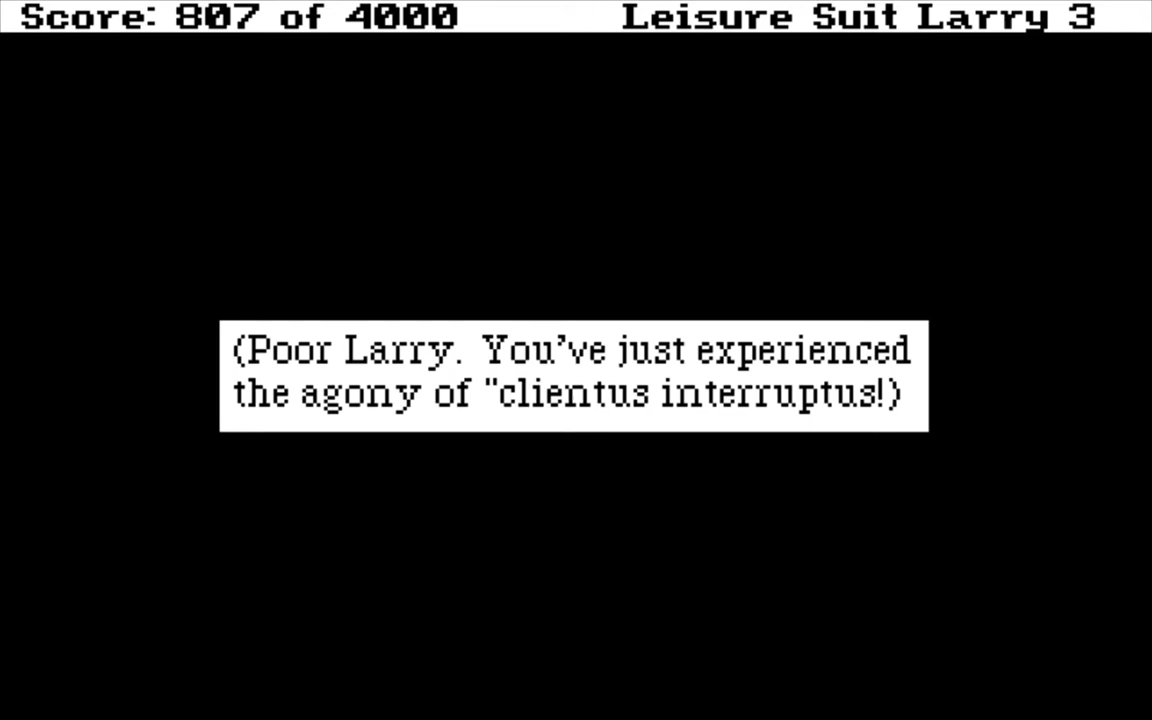 Score: 807 of 4000 Leisure Suit Larry 3
(Poor Larry. You've just experienced
the agony of "clientus interruptus!)